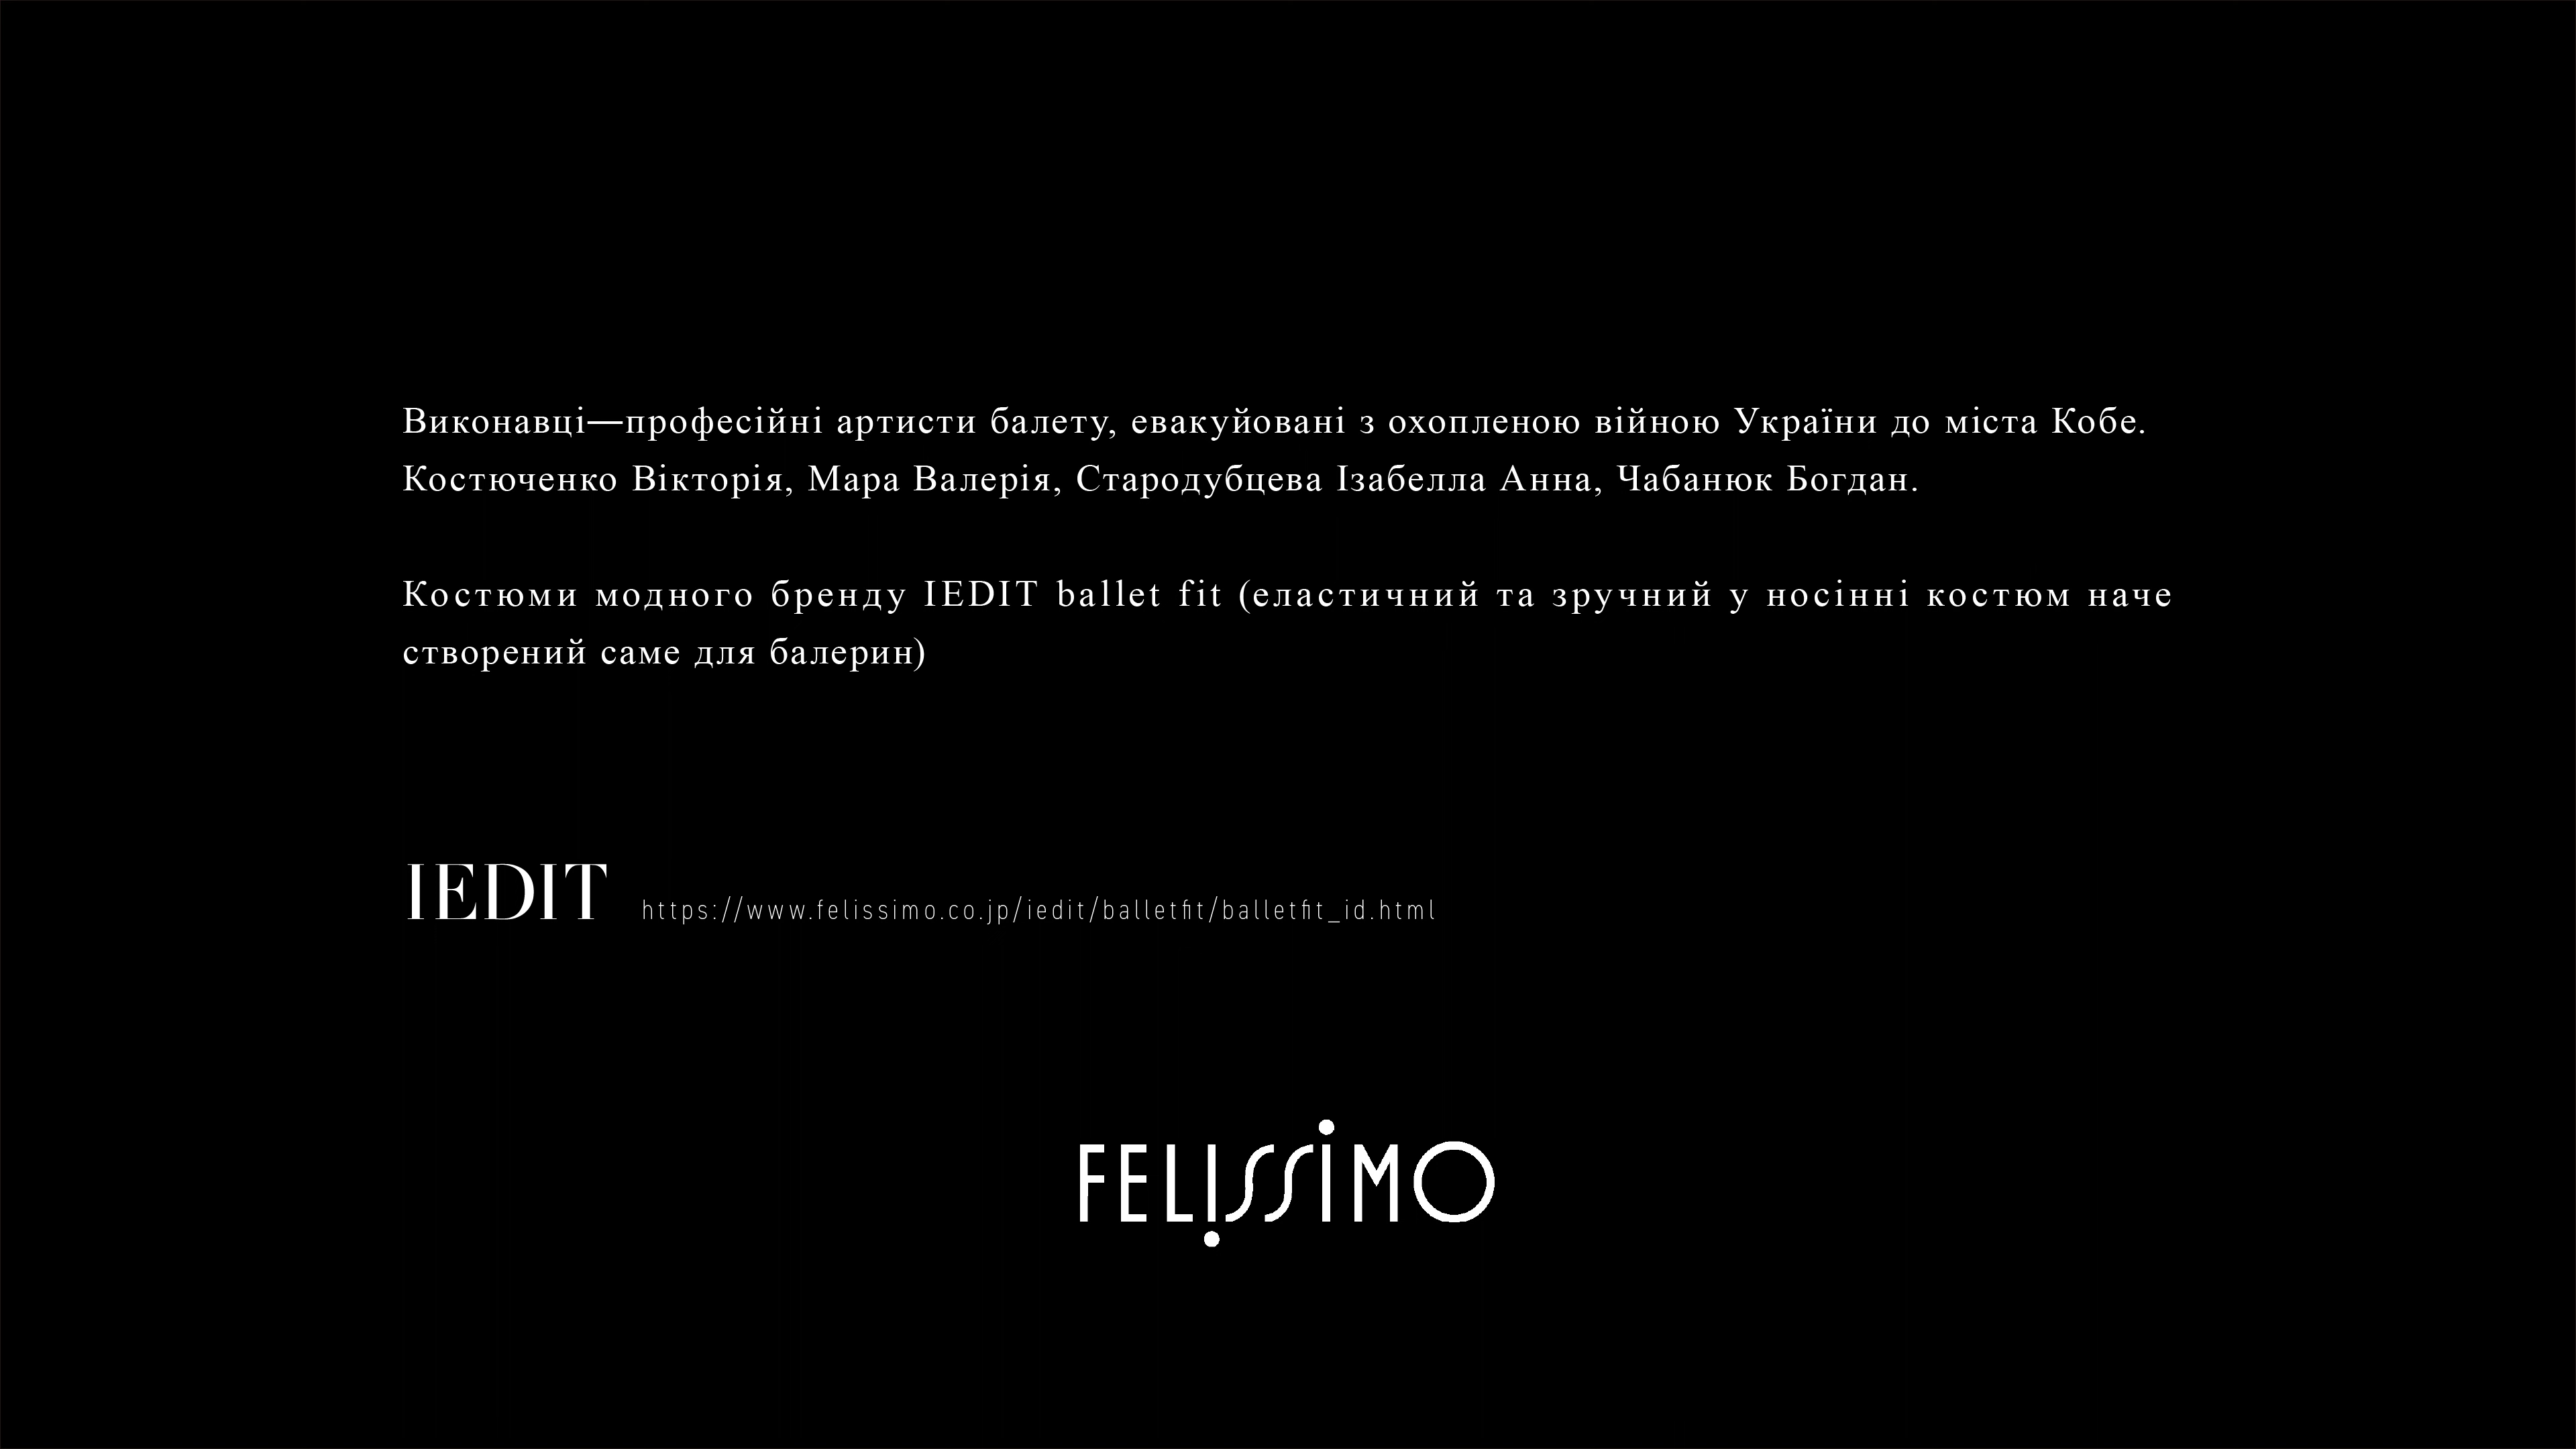 Виконавці—професійні артисти балету, евакуйовані з охопленою війною України до міста Кобе.
Костюченко Вікторія, Мара Валерія, Стародубцева Ізабелла Анна, Чабанюк Богдан.
Костюми модного бренду IEDIT ballet fit (еластичний та зручний у носінні костюм наче
створений саме для балерин)
IEDIT https://www.felissimo.co.jp/iedit/balletfit/balletfit_id.html
FELISSIMO